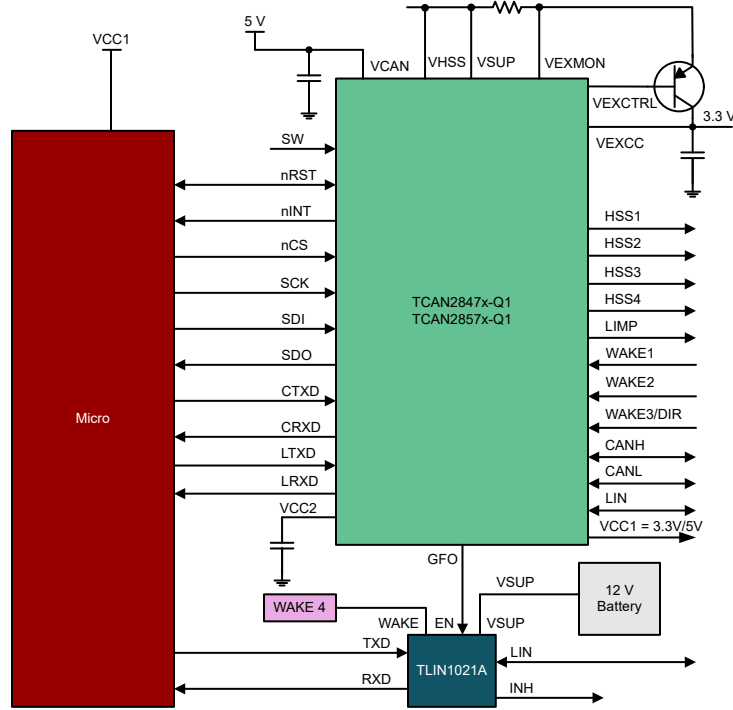 5 V
VCC1
VCAN
VHSS
VSUP
VEXMON
VEXCTRL
3.3 V
VEXCC
SW
nRST
nINT
nCS
SCK
SDI
SDO
CTXD
CRXD
LTXD
LRXD
VCC2
Micro
TCAN2847x-Q1
TCAN2857x-Q1
HSS1
HSS2
HSS3
HSS4
LIMP
WAKE1
WAKE2
WAKE3/DIR
CANH
CANL
LIN
VCC1 = 3.3V/5V
GFO
VSUP
12 V
Battery
WAKE 4
WAKE
EN
VSUP
TXD
TLIN1021A
LIN
RXD
INH